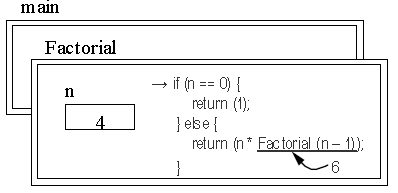 main
Factorial
n
4
→ if (n == 0) {
return (1);
} else {
return (n * Factorial (n – 1));
}
6